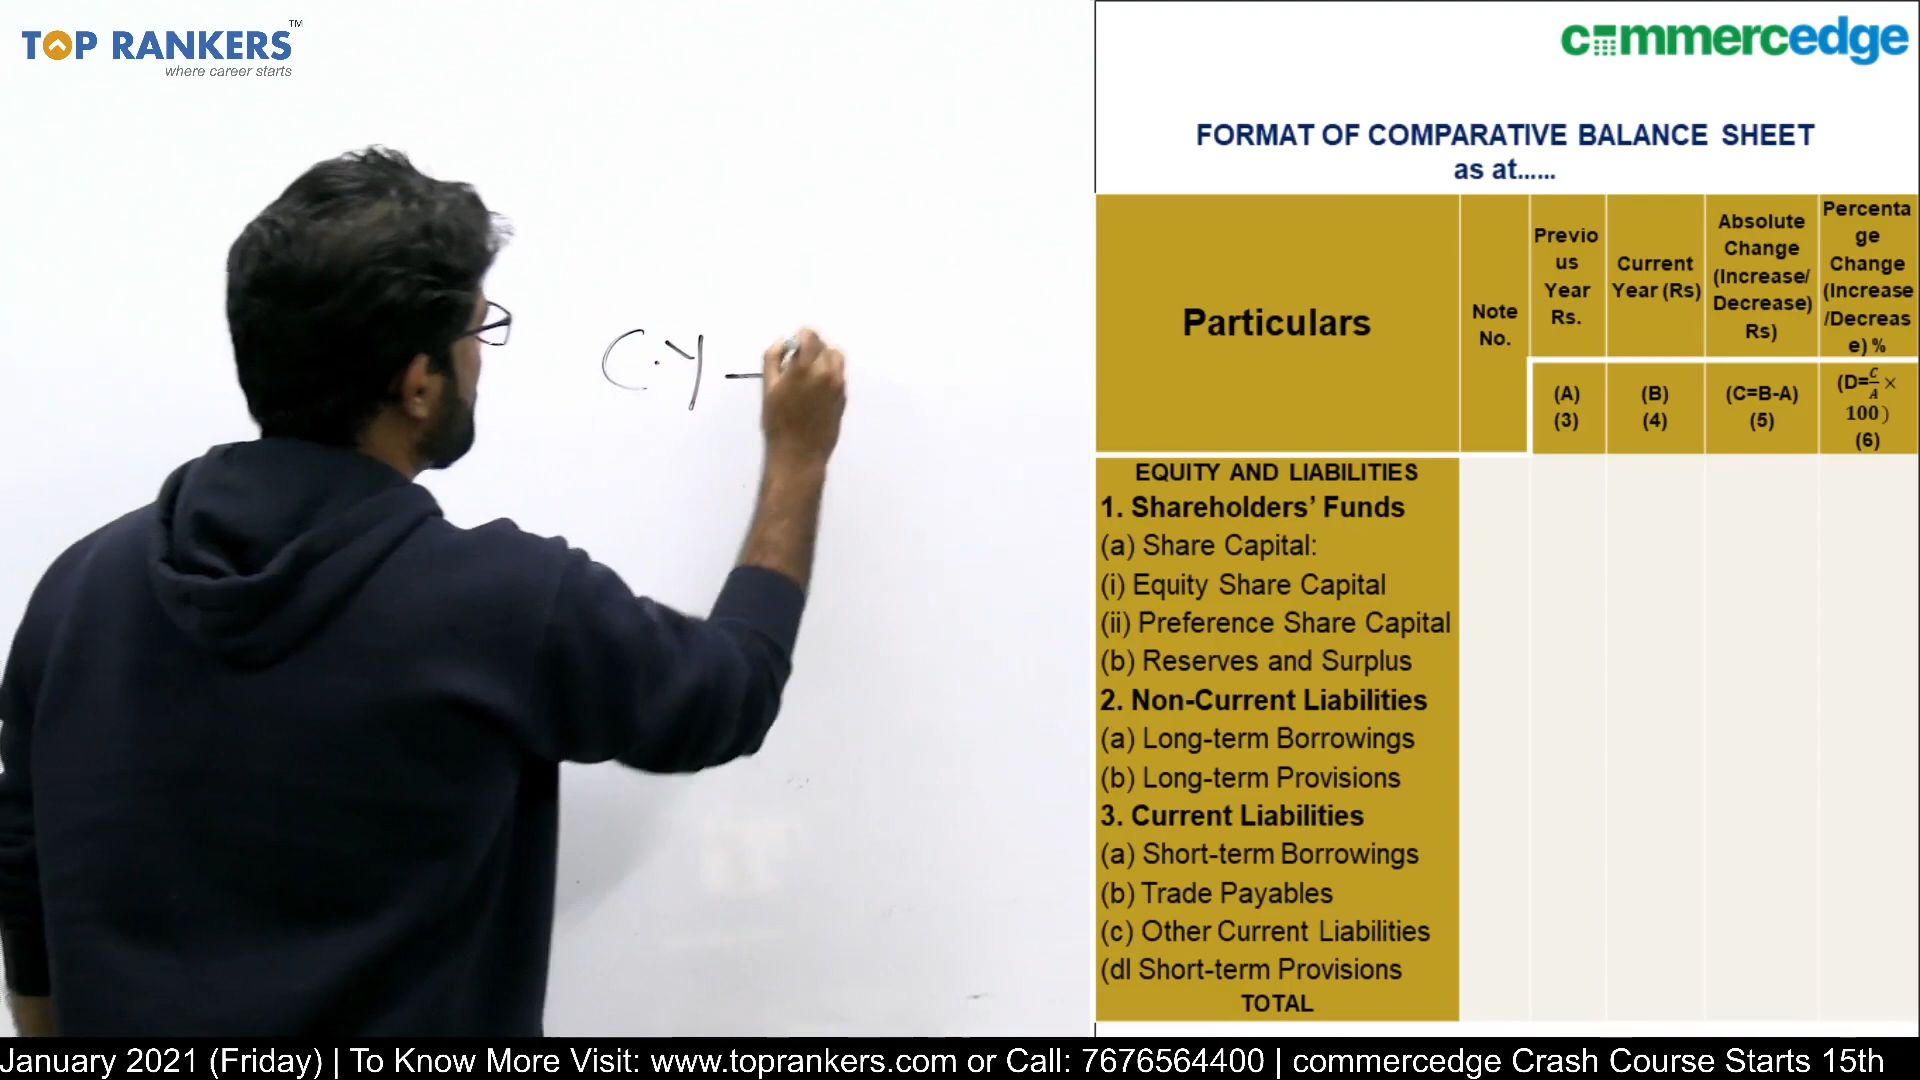 TOP RANKERS™
where career starts
commercedge
C.Y –
FORMAT OF COMPARATIVE BALANCE SHEET
as at......
Particulars
Note
No.
Previo
us
Year
Rs.
Current
Year (Rs)
Absolute
Change
(Increase/
Decrease)
Rs)
Percenta
ge
Change
(Increase
/Decreas
e) %
(A)
(3)
(B)
(4)
(C=B-A)
(5)
(D=C/A ×
100)
(6)
EQUITY AND LIABILITIES
1. Shareholders’ Funds
(a) Share Capital:
(i) Equity Share Capital
(ii) Preference Share Capital
(b) Reserves and Surplus
2. Non-Current Liabilities
(a) Long-term Borrowings
(b) Long-term Provisions
3. Current Liabilities
(a) Short-term Borrowings
(b) Trade Payables
(c) Other Current Liabilities
(dl Short-term Provisions
TOTAL
January 2021 (Friday) | To Know More Visit: www.toprankers.com or Call: 7676564400 | commercedge Crash Course Starts 15th